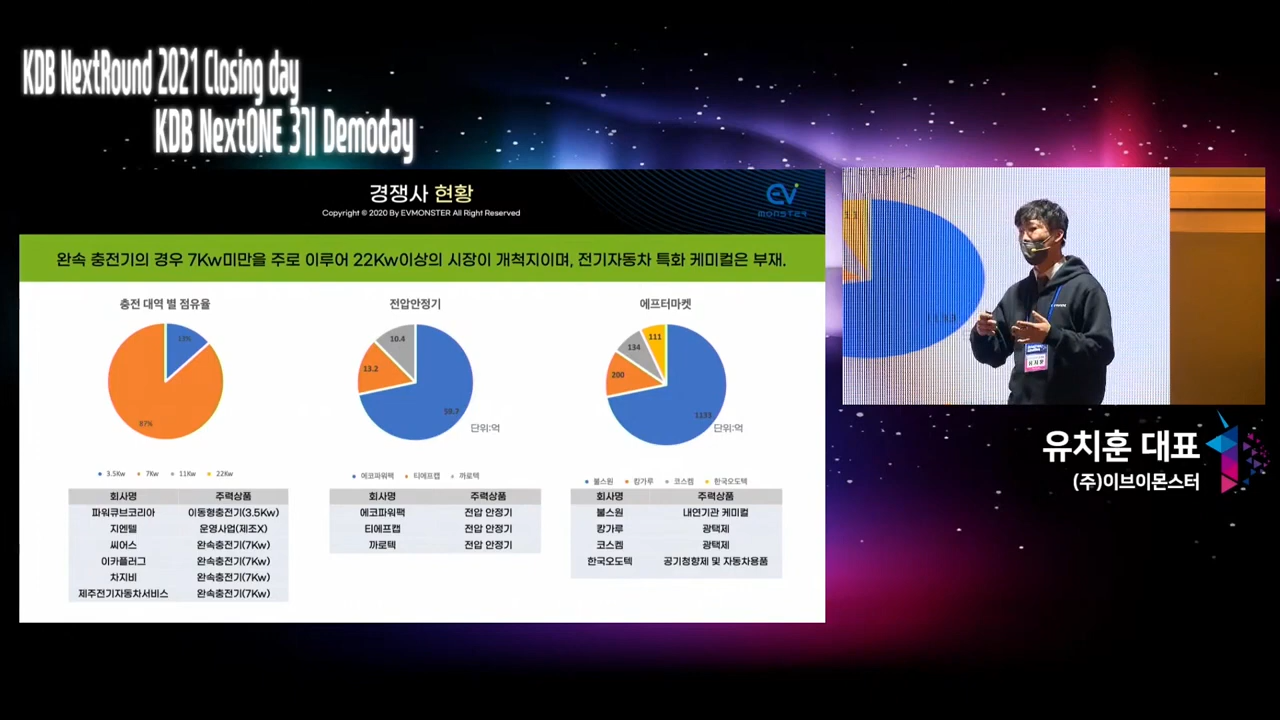 KDB NextRound 2021 Closing day
KDB NextONE 3기 Demoday
경쟁사 현황
Copyright © 2020 By EVMONSTER All Right Reserved
EV
MONSTER
완속 충전기의 경우 7Kw미만을 주로 이루어 22Kw이상의 시장이 개척지이며, 전기자동차 특화 케미컬은 부재.
충전 대역 별 점유율
13%
87%
3.5Kw 7Kw 11Kw 22Kw
회사명 주력상품
파워큐브코리아 이동형충전기(3.5Kw)
지엔텔 운영사업(제조X)
씨어스 완속충전기(7Kw)
이카플러그 완속충전기(7Kw)
차지비 완속충전기(7Kw)
제주전기자동차서비스 완속충전기(7Kw)
전압안정기
10.4
13.2
59.7
단위:억
에코파워팩 티에프캡 까로텍
회사명 주력상품
에코파워팩 전압 안정기
티에프캡 전압 안정기
까로텍 전압 안정기
에프터마켓
111
134
200
1133
단위:억
불스원 캉가루 코스켐 한국오도텍
회사명 주력상품
불스원 내연기관 케미컬
캉가루 광택제
코스켐 광택제
한국오도텍 공기청향제 및 자동차용품
유치훈 대표
(주)이브이몬스터